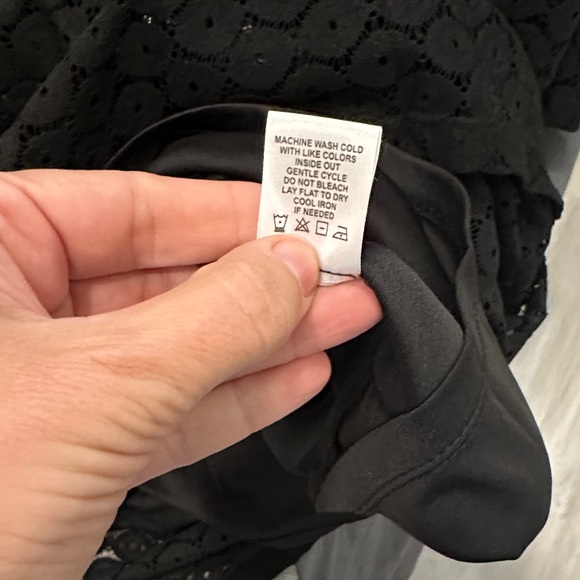 MACHINE WASH COLD
WITH LIKE COLORS
INSIDE OUT
GENTLE CYCLE
DO NOT BLEACH
LAY FLAT TO DRY
COOL IRON
IF NEEDED